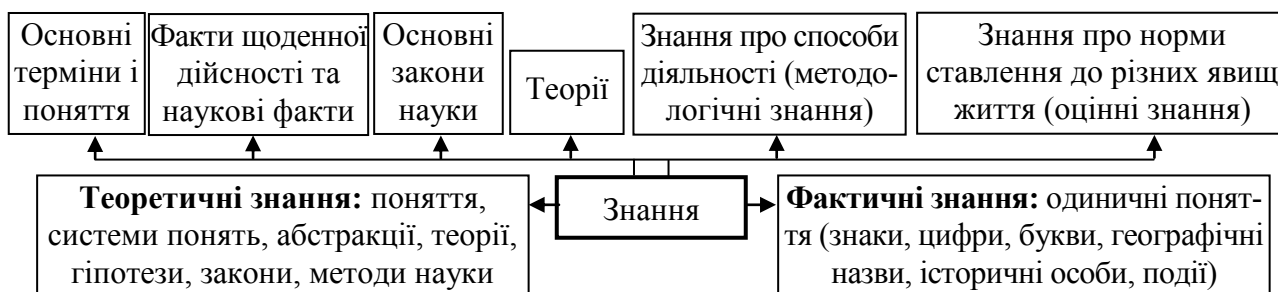 Основні
терміни і
поняття
Факти щоденної
дійсності та
наукові факти
Основні
закони
науки
Теорії
Знання про способи
діяльності (методо-
логічні знання)
Знання про норми
ставлення до різних явищ
життя (оцінні знання)
Теоретичні знання: поняття,
системи понять, абстракції, теорії,
гіпотези, закони, методи науки
Знання
Фактичні знання: одиничні понят-
тя (знаки, цифри, букви, географічні
назви, історичні особи, події)